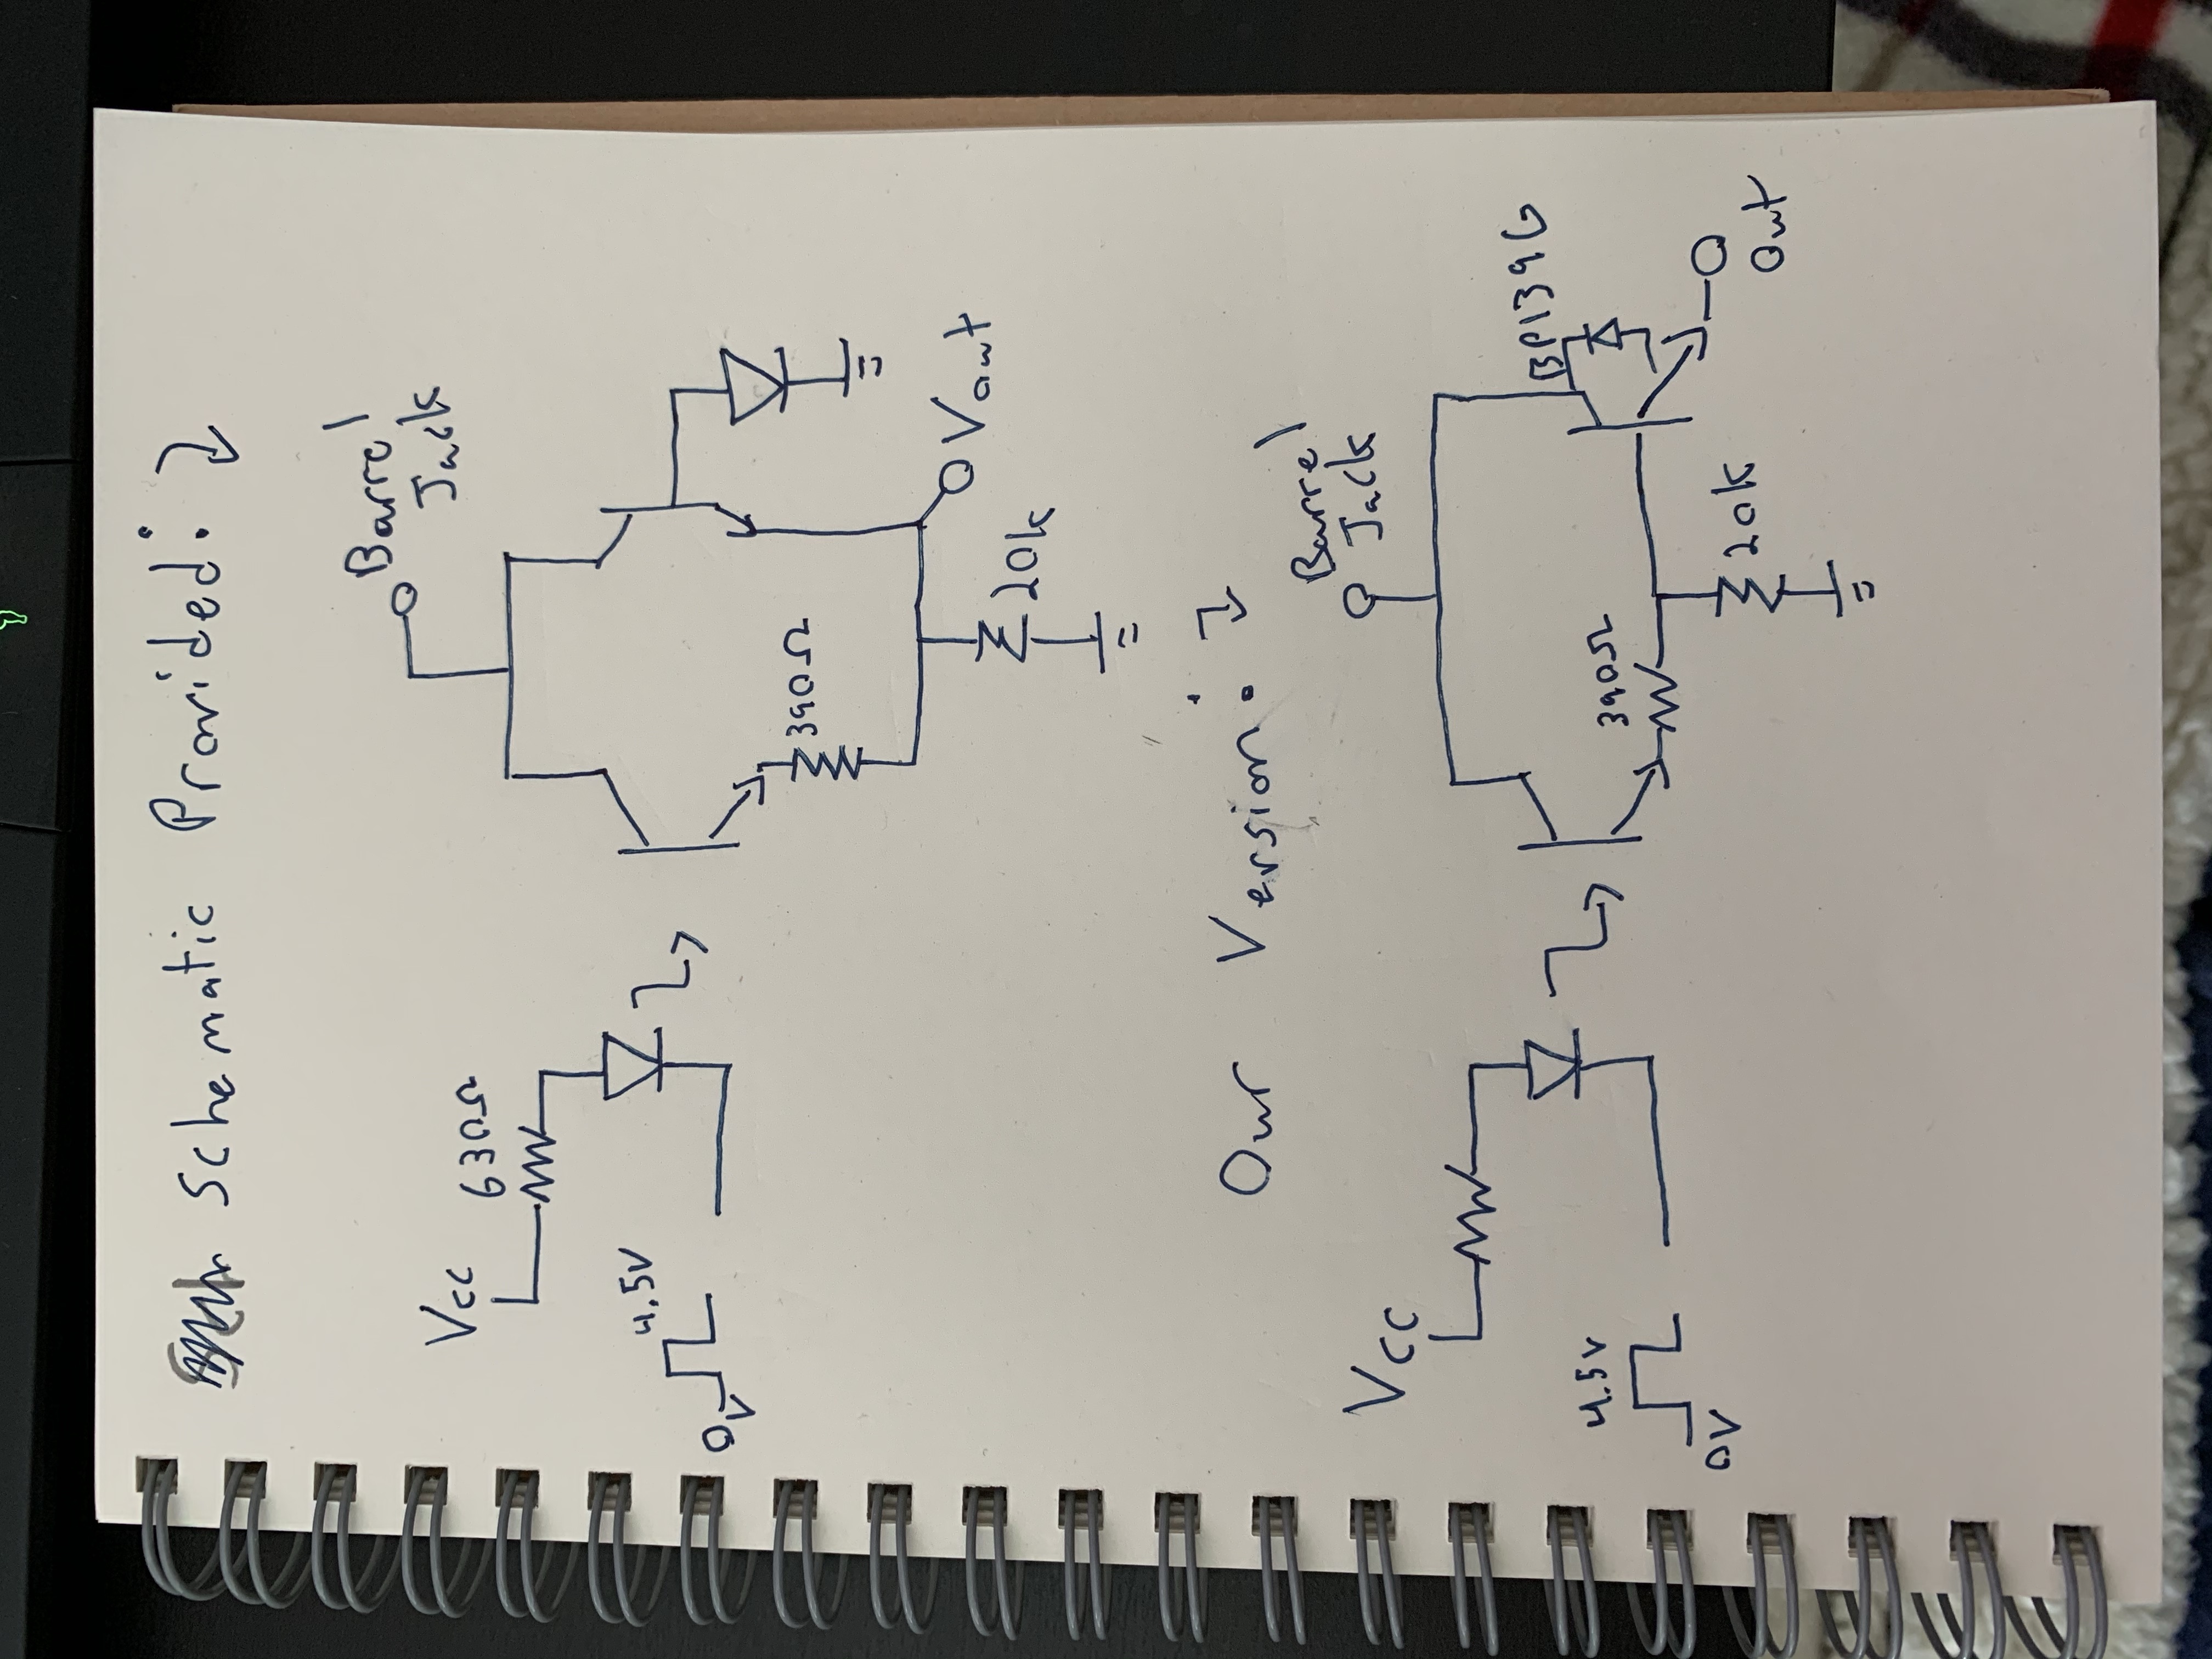 Schematic Provided:
Barrel
Jack
Vcc
630Ω
4.5V
0V
390Ω
Vout
20k
Our Version:
Barrel
Jack
Vcc
BP139G
4.5V
390Ω
0V
20k
Out